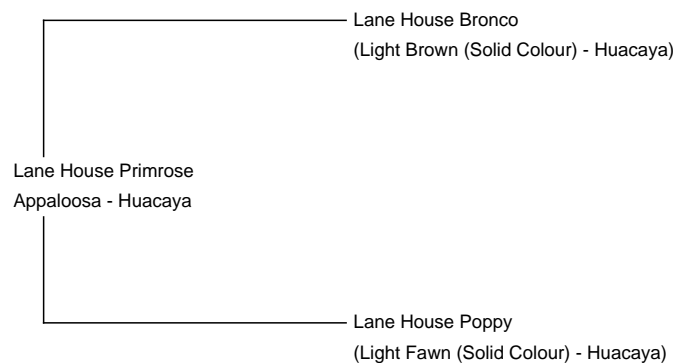 Lane House Bronco
(Light Brown (Solid Colour) - Huacaya)
Lane House Primrose
Appaloosa - Huacaya
Lane House Poppy
(Light Fawn (Solid Colour) - Huacaya)